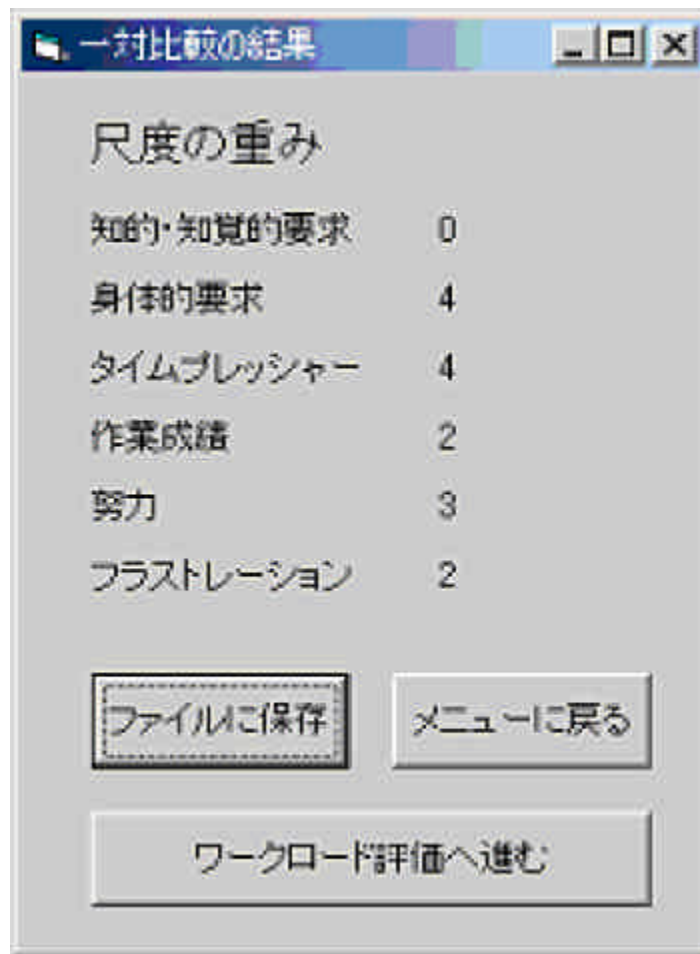 一対比較の結果
尺度の重み
知的・知覚的要求 0
身体的要求 4
タイムプレッシャー 4
作業成績 2
努力 3
フラストレーション 2
ファイルに保存 メニューに戻る
ワークロード評価へ進む